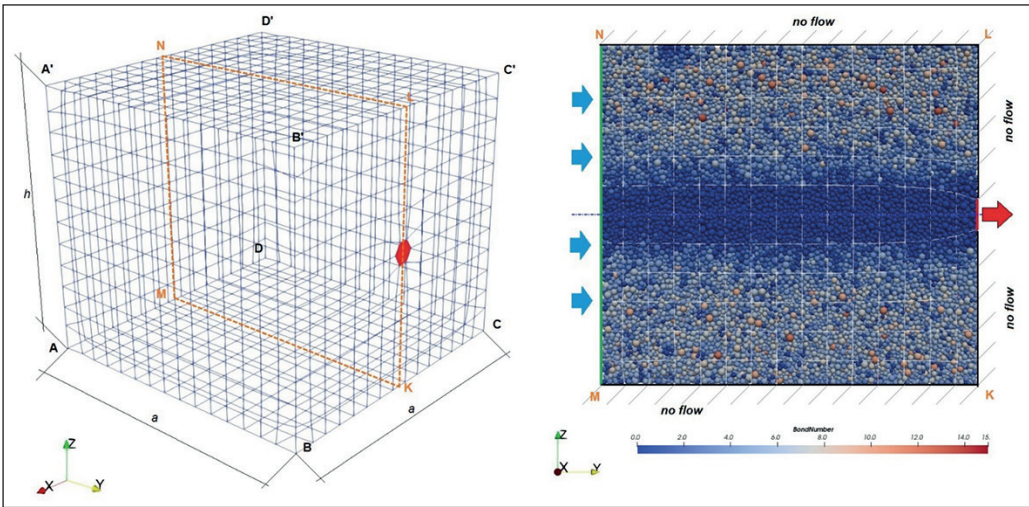 D'
N
A'
C'
L
B'
h
D
M
A
C
K
a
a
B
Z
X
Y
no flow
N
L
no flow
no flow
M
K
no flow
BondNumber
0.0 2.0 4.0 6.0 8.0 10.0 12.0 14.0 15.
Z
X
Y